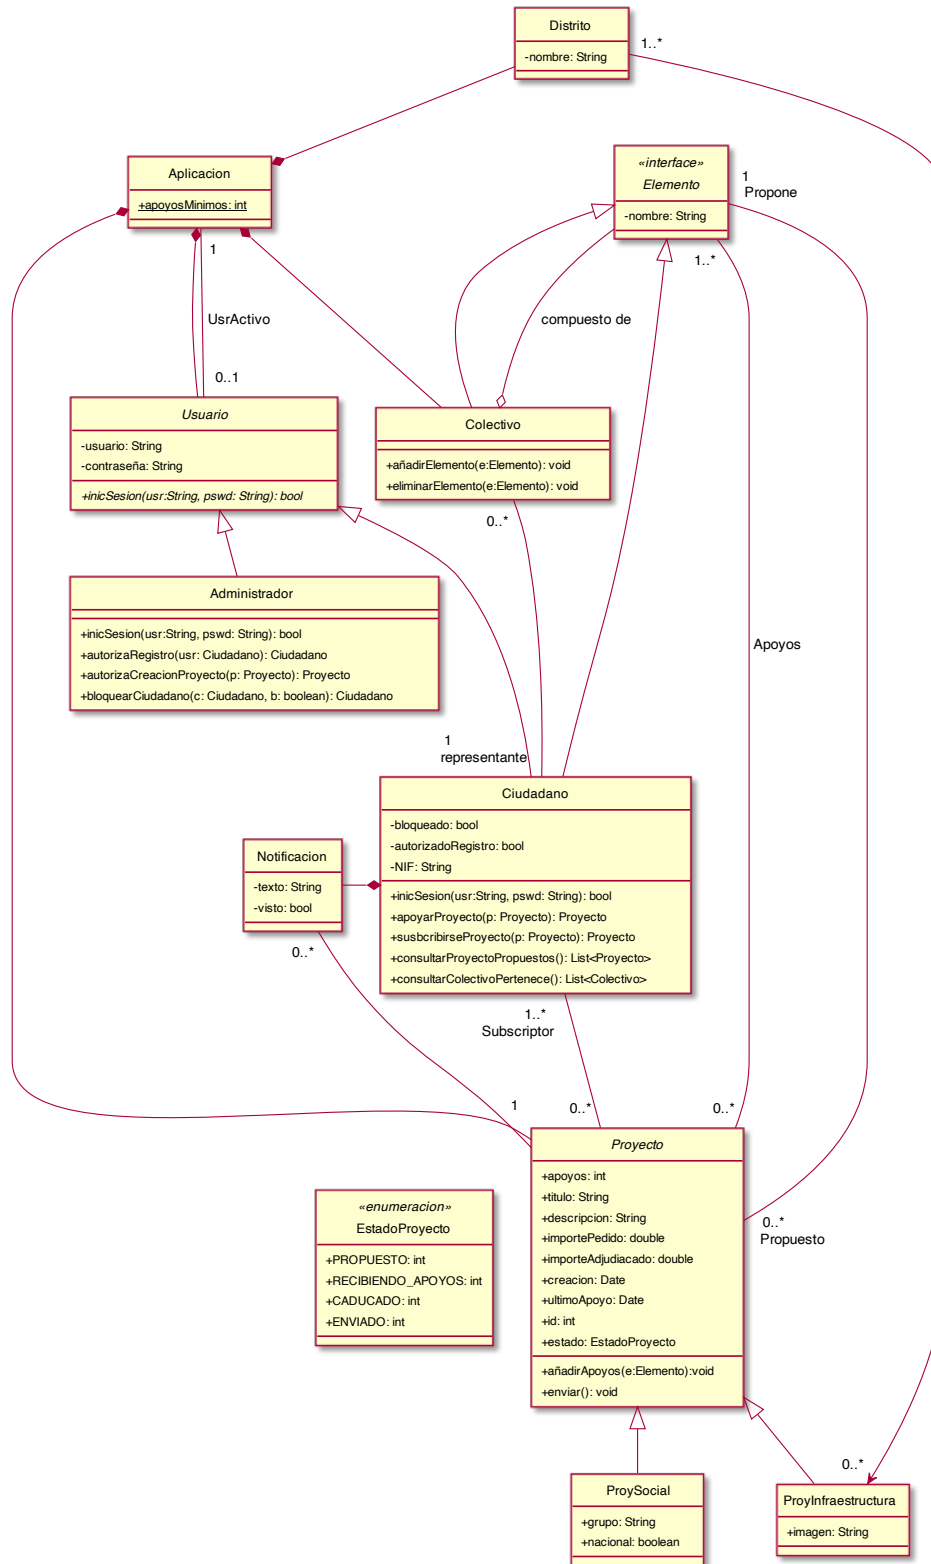 Distrito
-nombre: String
1..*
Aplicacion
+apoyosMinimos: int
«interface»
Elemento
-nombre: String
1
Propone
1
1..*
UsrActivo
compuesto de
0..1
Usuario
-usuario: String
-contraseña: String
+inicSesion(usr:String, pswd: String): bool
Colectivo
+añadirElemento(e:Elemento): void
+eliminarElemento(e:Elemento): void
0..*
Administrador
+inicSesion(usr:String, pswd: String): bool
+autorizaRegistro(usr: Ciudadano): Ciudadano
+autorizaCreacionProyecto(p: Proyecto): Proyecto
+bloquearCiudadano(c: Ciudadano, b: boolean): Ciudadano
Apoyos
1
representante
Ciudadano
-bloqueado: bool
-autorizadoRegistro: bool
-NIF: String
+inicSesion(usr:String, pswd: String): bool
+apoyarProyecto(p: Proyecto): Proyecto
+susbcribirseProyecto(p: Proyecto): Proyecto
+consultarProyectoPropuestos(): List<Proyecto>
+consultarColectivoPertenece(): List<Colectivo>
Notificacion
-texto: String
-visto: bool
0..*
1..*
Subscriptor
1
0..*
0..*
Proyecto
+apoyos: int
+titulo: String
+descripcion: String
+importePedido: double
+importeAdjudiacado: double
+creacion: Date
+ultimoApoyo: Date
+id: int
+estado: EstadoProyecto
+añadirApoyos(e:Elemento):void
+enviar(): void
0..*
Propuesto
«enumeracion»
EstadoProyecto
+PROPUESTO: int
+RECIBIENDO_APOYOS: int
+CADUCADO: int
+ENVIADO: int
0..*
ProySocial
+grupo: String
+nacional: boolean
ProyInfraestructura
+imagen: String